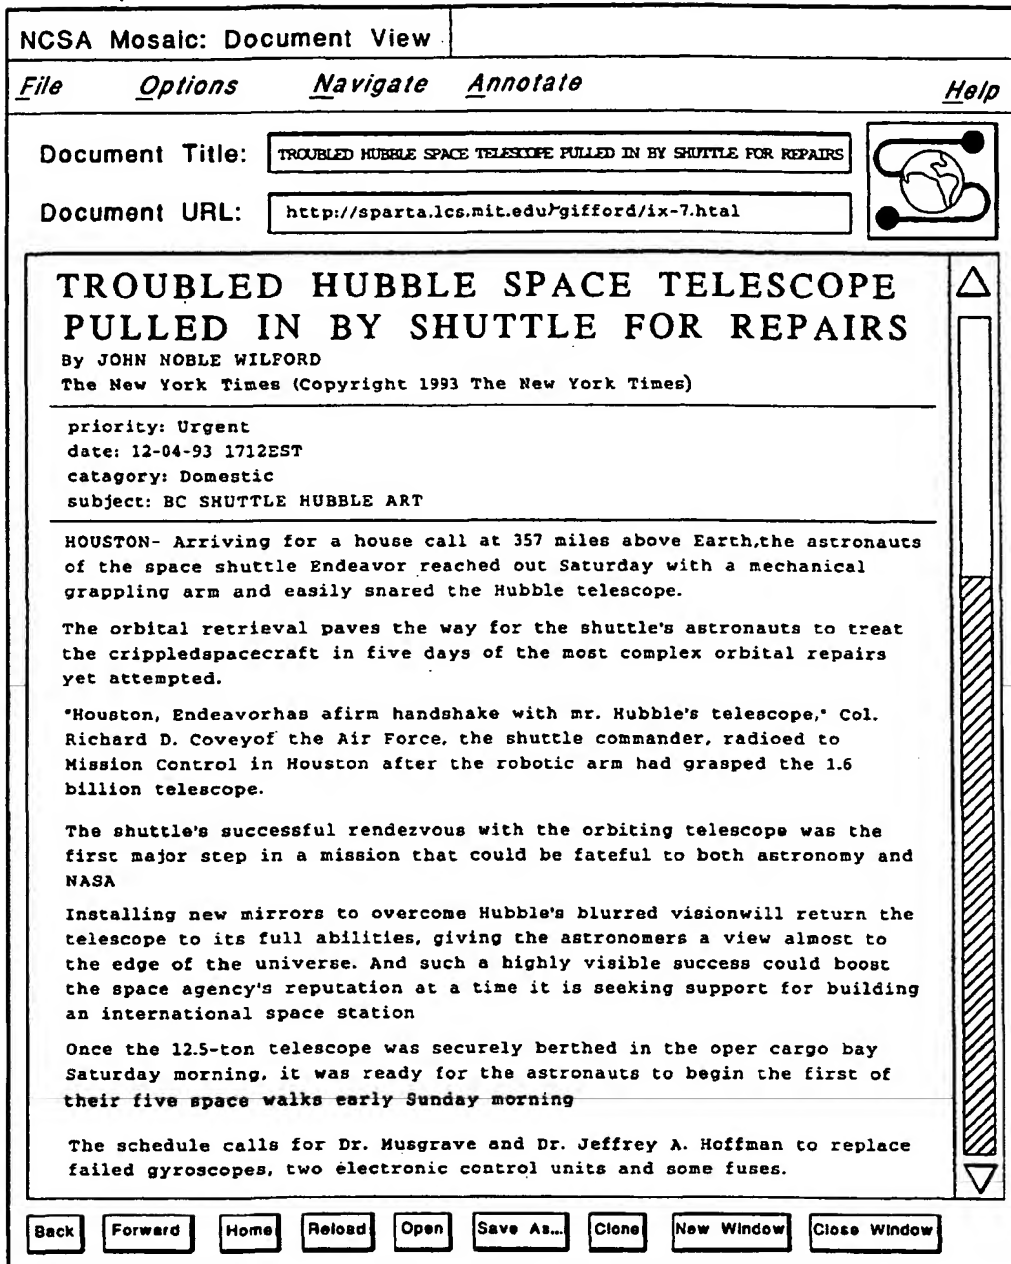 NCSA Mosaic: Document View
File Options Navigate Annotate Help
Document Title: TROUBLED HUBBLE SPACE TELESCOPE PULLED IN BY SHUTTLE FOR REPAIRS
Document URL: http://sparta.lcs.mit.edu/~gifford/ix-7.htal
TROUBLED HUBBLE SPACE TELESCOPE
PULLED IN BY SHUTTLE FOR REPAIRS
By JOHN NOBLE WILFORD
The New York Times (Copyright 1993 The New York Times)
priority: Urgent
date: 12-04-93 1712EST
catagory: Domestic
subject: BC SHUTTLE HUBBLE ART
HOUSTON- Arriving for a house call at 357 miles above Earth,the astronauts
of the space shuttle Endeavor reached out Saturday with a mechanical
grappling arm and easily snared the Hubble telescope.
The orbital retrieval paves the way for the shuttle's astronauts to treat
the crippledspacecraft in five days of the most complex orbital repairs
yet attempted.
"Houston, Endeavorhas afirm handshake with mr. Hubble's telescope," Col.
Richard D. Coveyof the Air Force, the shuttle commander, radioed to
Mission Control in Houston after the robotic arm had grasped the 1.6
billion telescope.
The shuttle's successful rendezvous with the orbiting telescope was the
first major step in a mission that could be fateful to both astronomy and
NASA
Installing new mirrors to overcome Hubble's blurred visionwill return the
telescope to its full abilities, giving the astronomers a view almost to
the edge of the universe. And such a highly visible success could boost
the space agency's reputation at a time it is seeking support for building
an international space station
Once the 12.5-ton telescope was securely berthed in the oper cargo bay
Saturday morning, it was ready for the astronauts to begin the first of
their five space walks early Sunday morning
The schedule calls for Dr. Musgrave and Dr. Jeffrey A. Hoffman to replace
failed gyroscopes, two electronic control units and some fuses.
Back Forward Home Reload Open Save As... Clone New Window Close Window